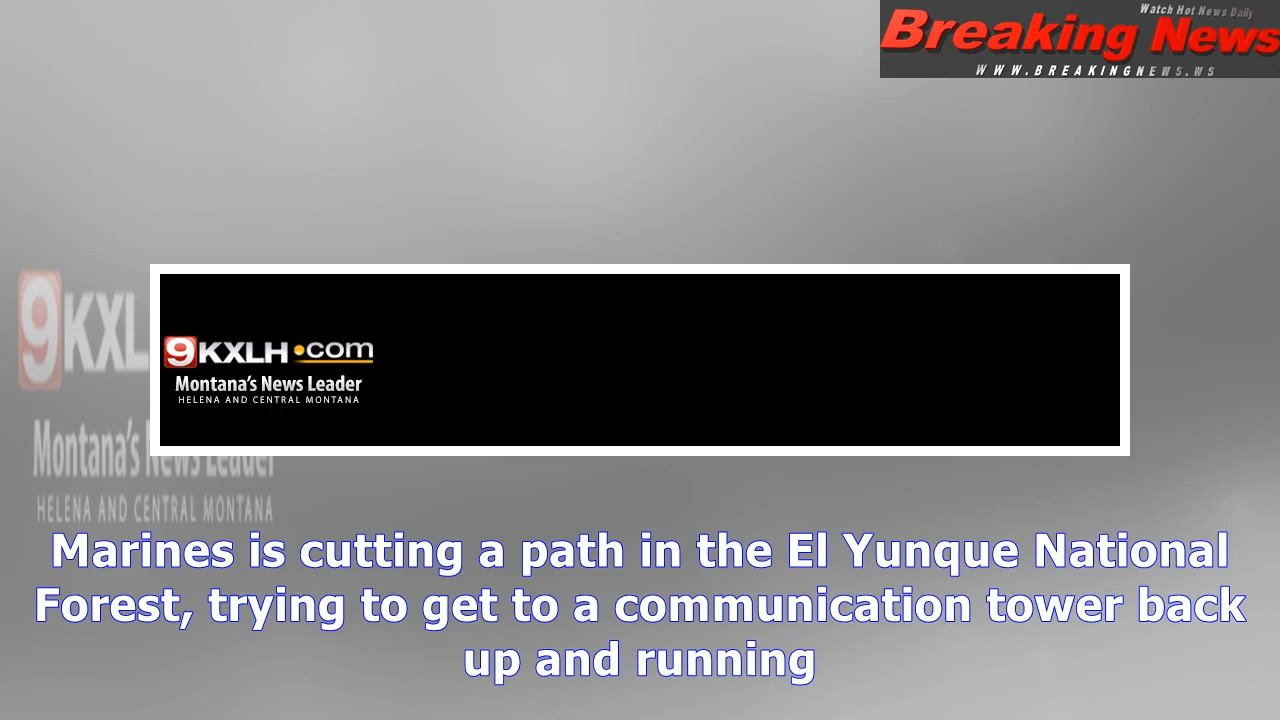 Watch Hot News Daily
Breaking News
WWW.BREAKINGNEWS.WS
9KXL
9KXLH.com
Montana's News Leader
HELENA AND CENTRAL MONTANA
Montana's News Leader
HELENA AND CENTRAL MONTANA
Marines is cutting a path in the El Yunque National
Forest, trying to get to a communication tower back
up and running